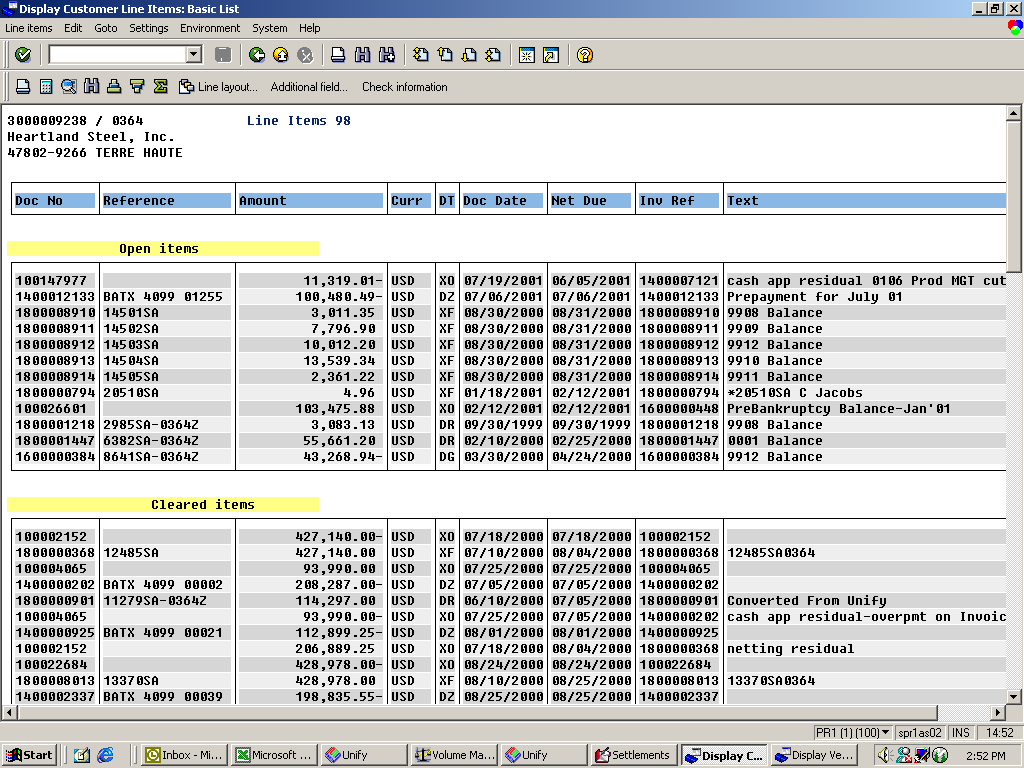 Display Customer Line Items: Basic List
Line items Edit Goto Settings Environment System Help
Line layout... Additional field... Check information
3000009238 / 0364 Line Items 98
Heartland Steel, Inc.
47802-9266 TERRE HAUTE
Doc No Reference Amount Curr DT Doc Date Net Due Inv Ref Text
Open items
100147977 11,319.01- USD XO 07/19/2001 06/05/2001 1400007121 cash app residual 0106 Prod MGT cut
1400012133 BATX 4099 01255 100,480.49- USD DZ 07/06/2001 07/06/2001 1400012133 Prepayment for July 01
1800008910 14501SA 3,011.35 USD XF 08/30/2000 08/31/2000 1800008910 9908 Balance
1800008911 14502SA 7,796.90 USD XF 08/30/2000 08/31/2000 1800008911 9909 Balance
1800008912 14503SA 10,012.20 USD XF 08/30/2000 08/31/2000 1800008912 9912 Balance
1800008913 14504SA 13,539.34 USD XF 08/30/2000 08/31/2000 1800008913 9910 Balance
1800008914 14505SA 2,361.22 USD XF 08/30/2000 08/31/2000 1800008914 9911 Balance
1800000794 20510SA 4.96 USD XF 01/18/2001 02/12/2001 1800000794 *20510SA C Jacobs
100026601 103,475.88 USD XO 02/12/2001 02/12/2001 1600000448 PreBankruptcy Balance-Jan'01
1800001218 2985SA-0364Z 3,083.13 USD DR 09/30/1999 09/30/1999 1800001218 9908 Balance
1800001447 6382SA-0364Z 55,661.20 USD DR 02/10/2000 02/25/2000 1800001447 0001 Balance
1600000384 8641SA-0364Z 43,268.94- USD DG 03/30/2000 04/24/2000 1600000384 9912 Balance
Cleared items
100002152 427,140.00- USD XO 07/18/2000 07/18/2000 100002152
1800000368 12485SA 427,140.00 USD XF 07/10/2000 08/04/2000 1800000368 12485SA0364
100004065 93,990.00 USD XO 07/25/2000 07/25/2000 100004065
1400000202 BATX 4099 00002 208,287.00- USD DZ 07/05/2000 07/05/2000 1400000202
1800000901 11279SA-0364Z 114,297.00 USD DR 06/10/2000 07/05/2000 1800000901 Converted From Unify
100004065 93,990.00- USD XO 07/25/2000 07/05/2000 1400000202 cash app residual-overpmt on Invoic
1400000925 BATX 4099 00021 112,899.25- USD DZ 08/01/2000 08/01/2000 1400000925
100002152 206,889.25 USD XO 07/18/2000 08/04/2000 1800000368 netting residual
100022684 428,978.00- USD XO 08/24/2000 08/24/2000 100022684
1800008013 13370SA 428,978.00 USD XF 08/10/2000 08/25/2000 1800008013 13370SA0364
1400002337 BATX 4099 00039 198,835.55- USD DZ 08/25/2000 08/25/2000 1400002337
PR1 (1) (100) spr1as02 INS 14:52
Start Inbox - Mi... Microsoft ... Unify Volume Ma... Unify Settlements Display C... Display Ve... 2:52 PM